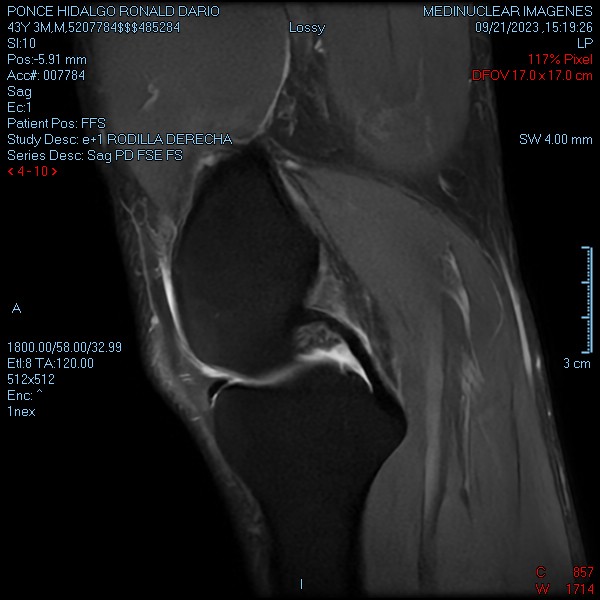 PONCE HIDALGO RONALD DARIO
43Y 3M,M,5207784$$$485284
Sl:10
Pos:-5.91 mm
Acc#: 007784
Sag
Ec:1
Patient Pos: FFS
Study Desc: e+1 RODILLA DERECHA
Series Desc: Sag PD FSE FS
< 4 - 10 >
Lossy
MEDINUCLEAR IMAGENES
09/21/2023 ,15:19:26
LP
117% Pixel
DFOV 17.0 x 17.0 cm
SW 4.00 mm
A
1800.00/58.00/32.99
Etl:8 TA:120.00
512x512
Enc: ^
1nex
3 cm
I
C 857
W 1714